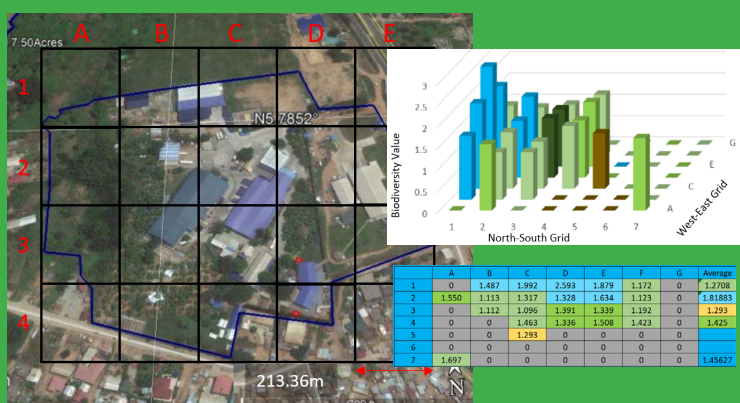 A B C D E
7.50Acres
1
N5.7852°
2
3
4
213.36m
N
3
2.5
2
1.5
1
0.5
0
Biodiversity Value
1 2 3 4 5 6 7
North-South Grid
A
C
E
G
West-East Grid
A B C D E F G Average
1 0 1.487 1.992 2.593 1.879 1.172 0 1.2708
2 1.550 1.113 1.317 1.328 1.634 1.123 0 1.81883
3 0 1.112 1.096 1.391 1.339 1.192 0 1.293
4 0 0 1.463 1.336 1.508 1.423 0 1.425
5 0 0 1.293 0 0 0 0
6 0 0 0 0 0 0 0
7 1.697 0 0 0 0 0 0 1.45627